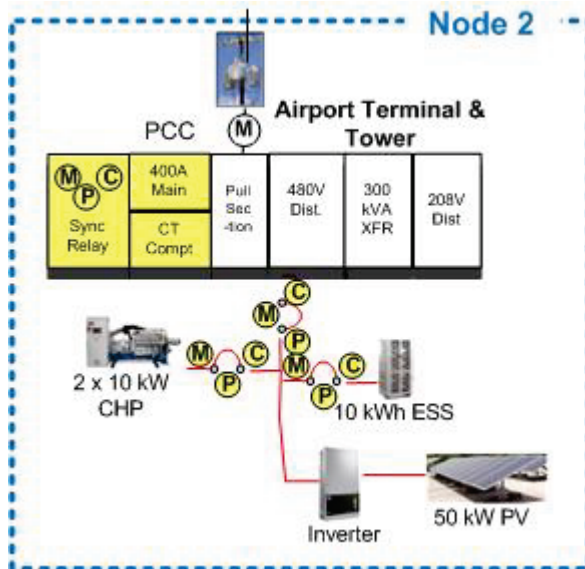 Node 2
Airport Terminal &
Tower
PCC
M
M
P
C
Sync
Relay
400A
Main
CT
Compt
Pull
Sec
-tion
480V
Dist.
300
kVA
XFR
208V
Dist
C
M
P
M
P
C
M
P
C
2 x 10 kW
CHP
10 kWh ESS
Inverter
50 kW PV